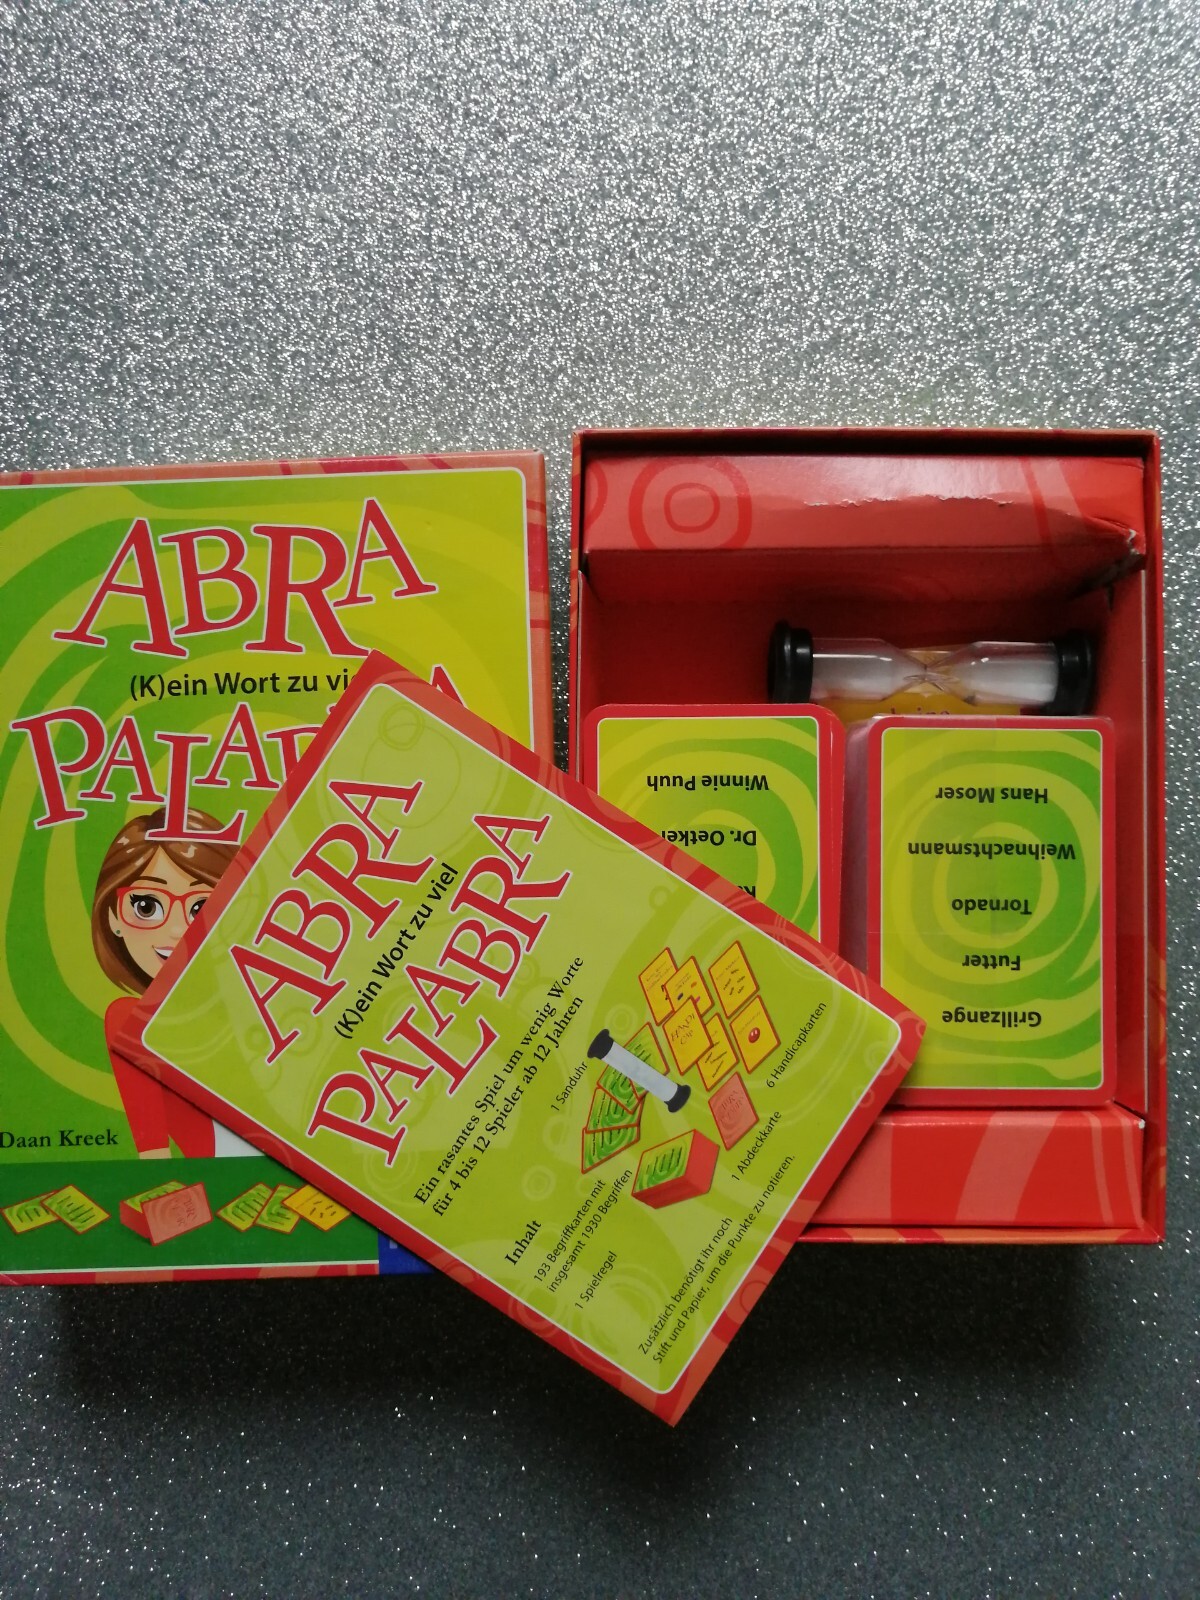 ABRA
(K)ein Wort zu
Daan Kreek
ABRA
(K)ein Wort zu viel
PALABRA
Ein rasantes Spiel um wenig Worte
für 4 bis 12 Spieler ab 12 Jahren
Inhalt
193 Begriffkarten mit
insgesamt 1930 Begriffen
1 Spielregel
1 Sanduhr
6 Handicapkarten
1 Abdeckkarte
Zusätzlich benötigt ihr noch
Stift und Papier, um die Punkte zu notieren.
Winnie Puuh
Dr. Oetker
Grillzange
Futter
Tornado
Weihnachtsmann
Hans Moser